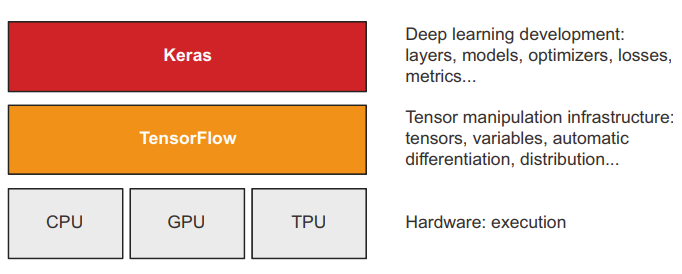 Keras
Deep learning development:
layers, models, optimizers, losses,
metrics...
TensorFlow
Tensor manipulation infrastructure:
tensors, variables, automatic
differentiation, distribution...
CPU
GPU
TPU
Hardware: execution